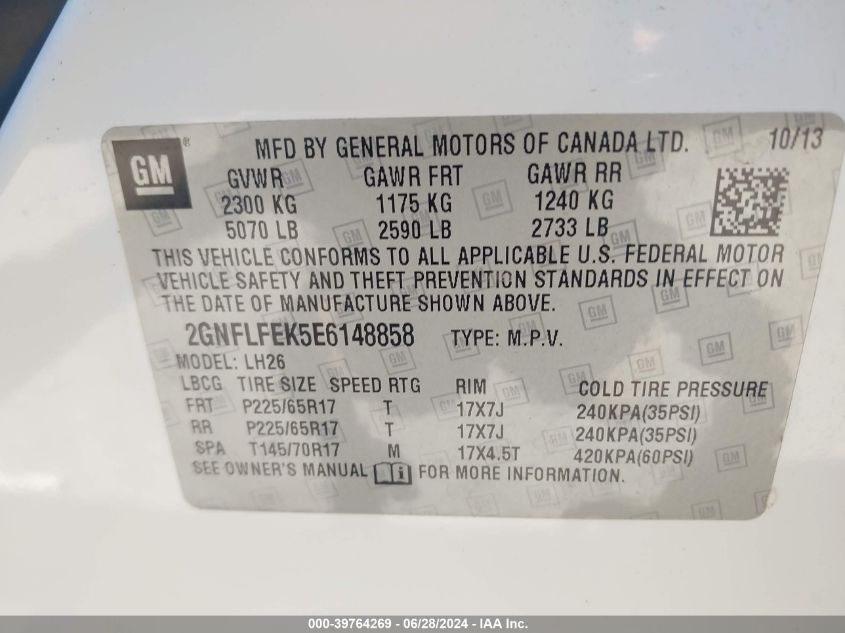 GM®
MFD BY GENERAL MOTORS OF CANADA LTD. 10/13
GVWR GAWR FRT GAWR RR
2300 KG 1175 KG 1240 KG
5070 LB 2590 LB 2733 LB
THIS VEHICLE CONFORMS TO ALL APPLICABLE U.S. FEDERAL MOTOR
VEHICLE SAFETY AND THEFT PREVENTION STANDARDS IN EFFECT ON
THE DATE OF MANUFACTURE SHOWN ABOVE.
2GNFLFEK5E6148858 TYPE: M.P.V.
MODEL: LH26
LBCG TIRE SIZE SPEED RTG RIM COLD TIRE PRESSURE
FRT P225/65R17 T 17X7J 240KPA(35PSI)
RR P225/65R17 T 17X7J 240KPA(35PSI)
SPA T145/70R17 M 17X4.5T 420KPA(60PSI)
SEE OWNER'S MANUAL FOR MORE INFORMATION.
000-39764269 - 06/28/2024 - IAA Inc.